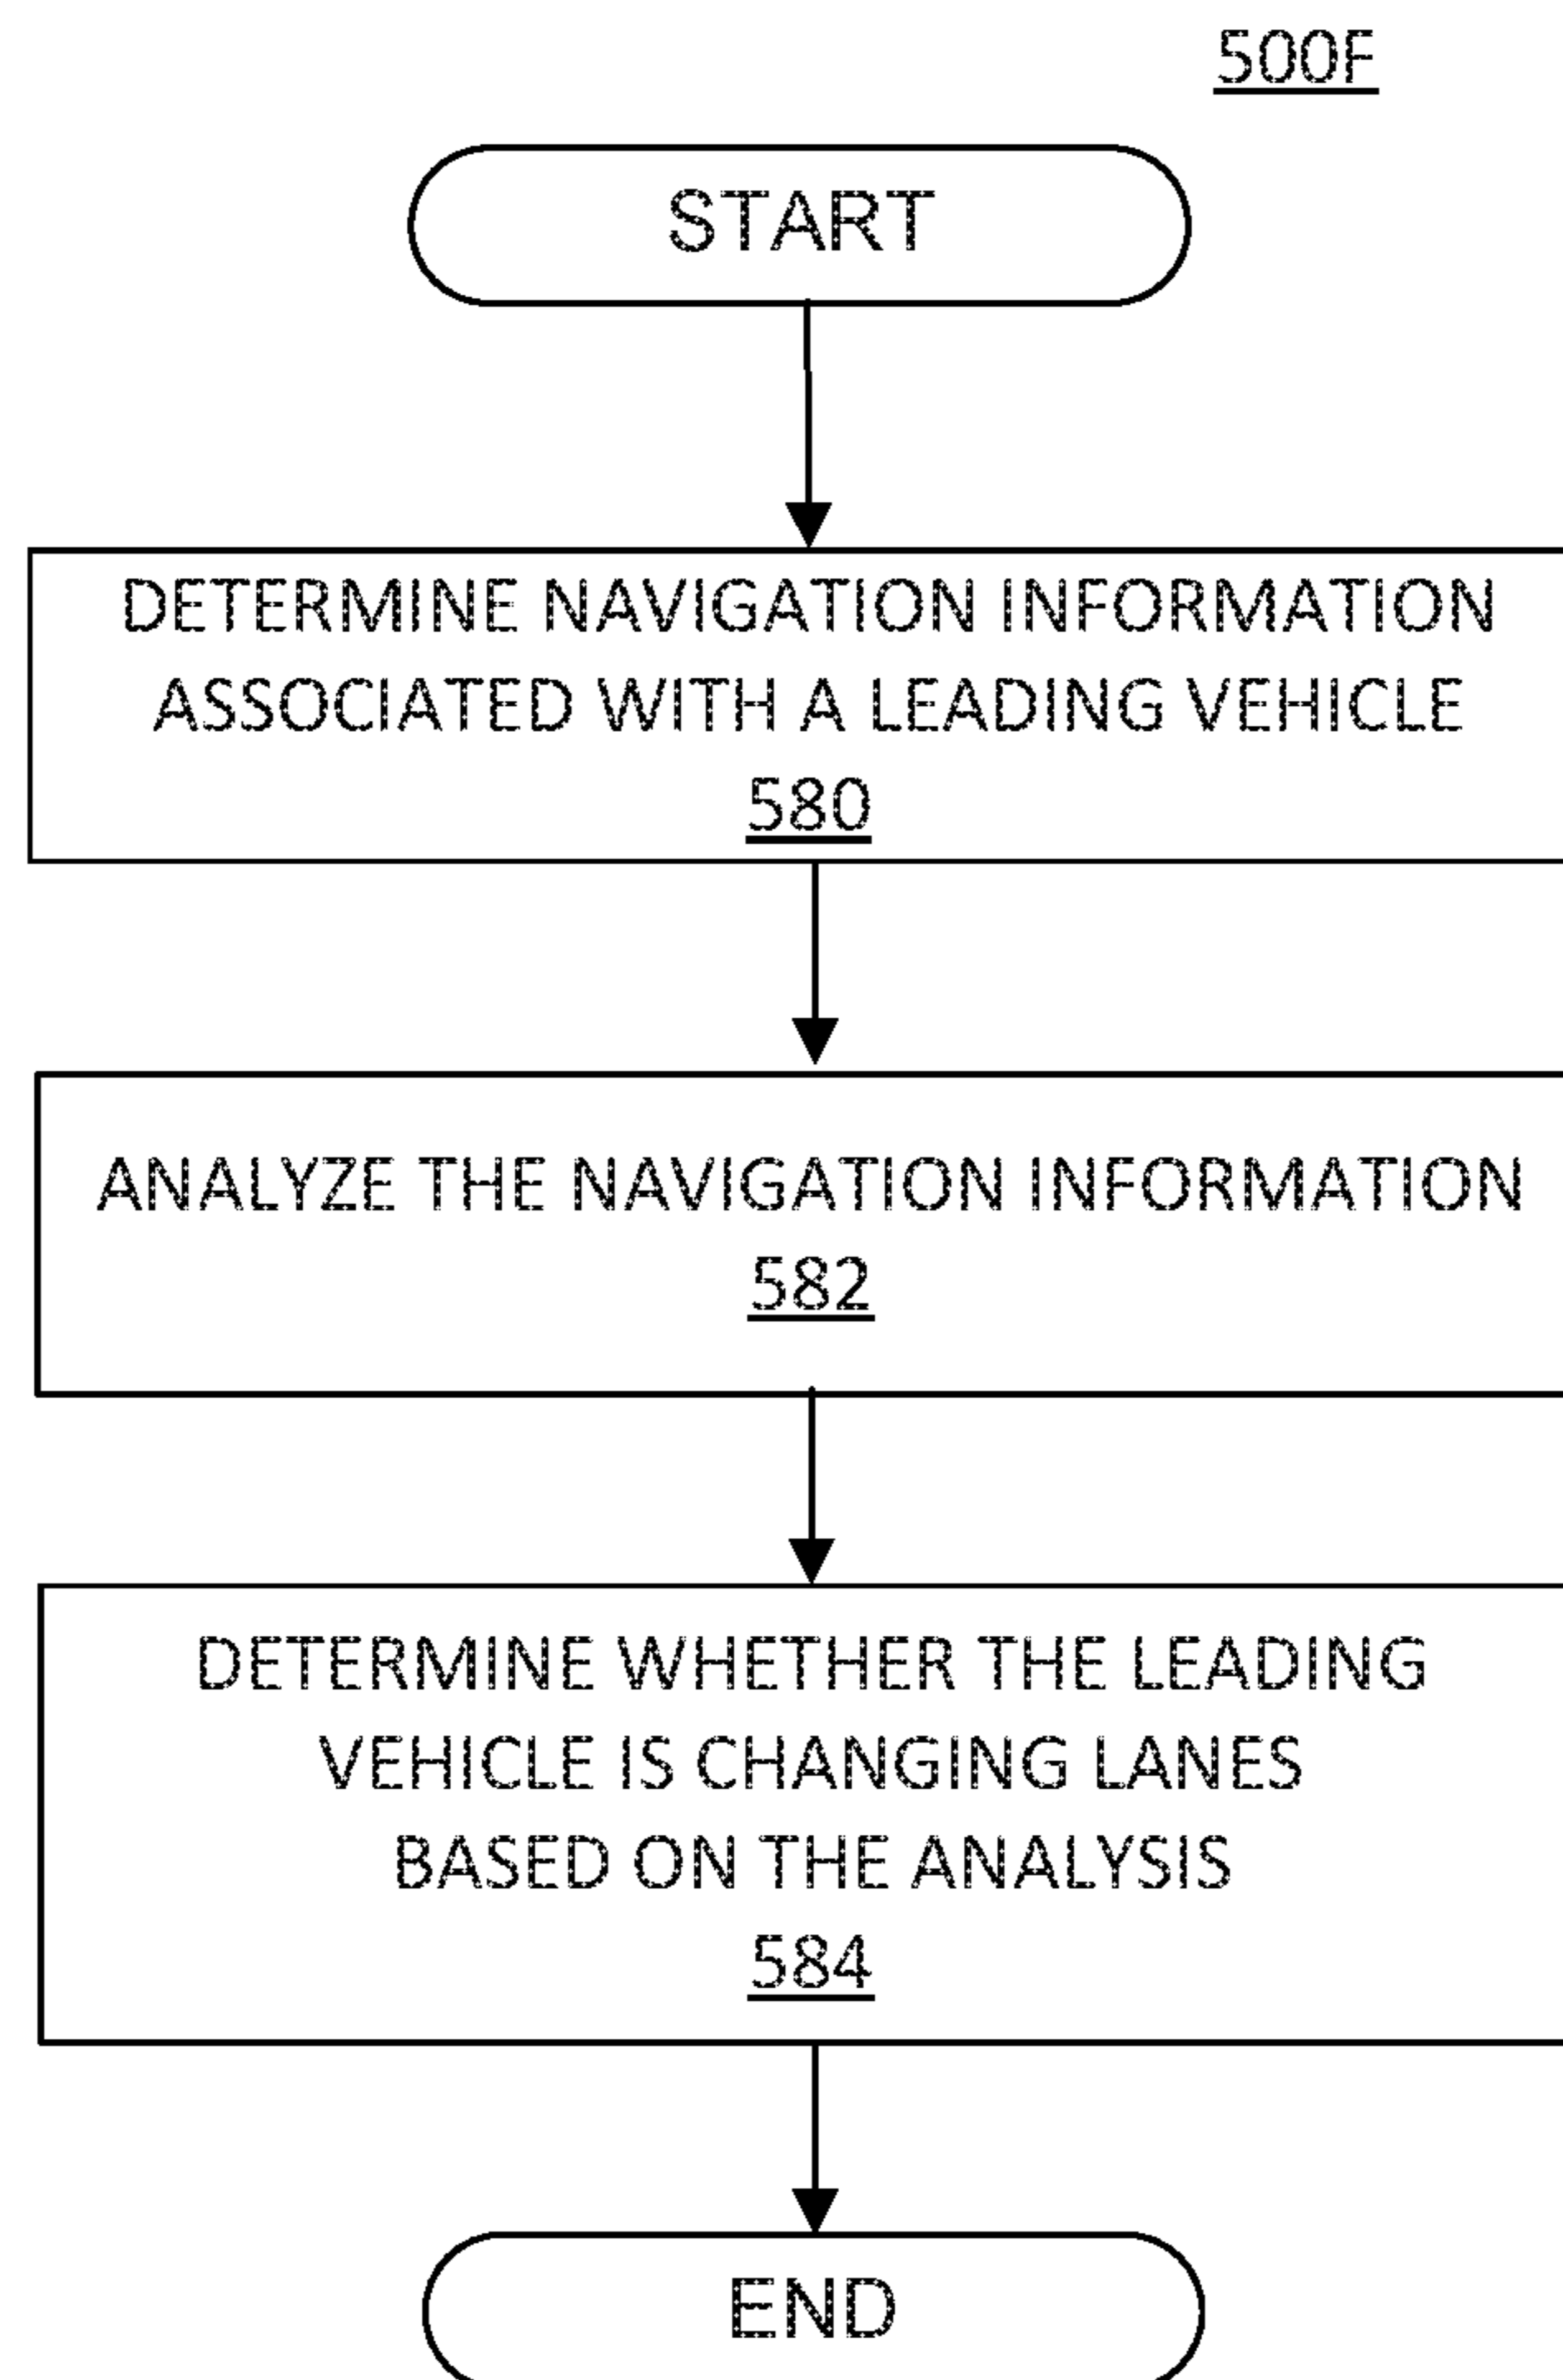 500F
START
DETERMINE NAVIGATION INFORMATION
ASSOCIATED WITH A LEADING VEHICLE
580
ANALYZE THE NAVIGATION INFORMATION
582
DETERMINE WHETHER THE LEADING
VEHICLE IS CHANGING LANES
BASED ON THE ANALYSIS
584
END